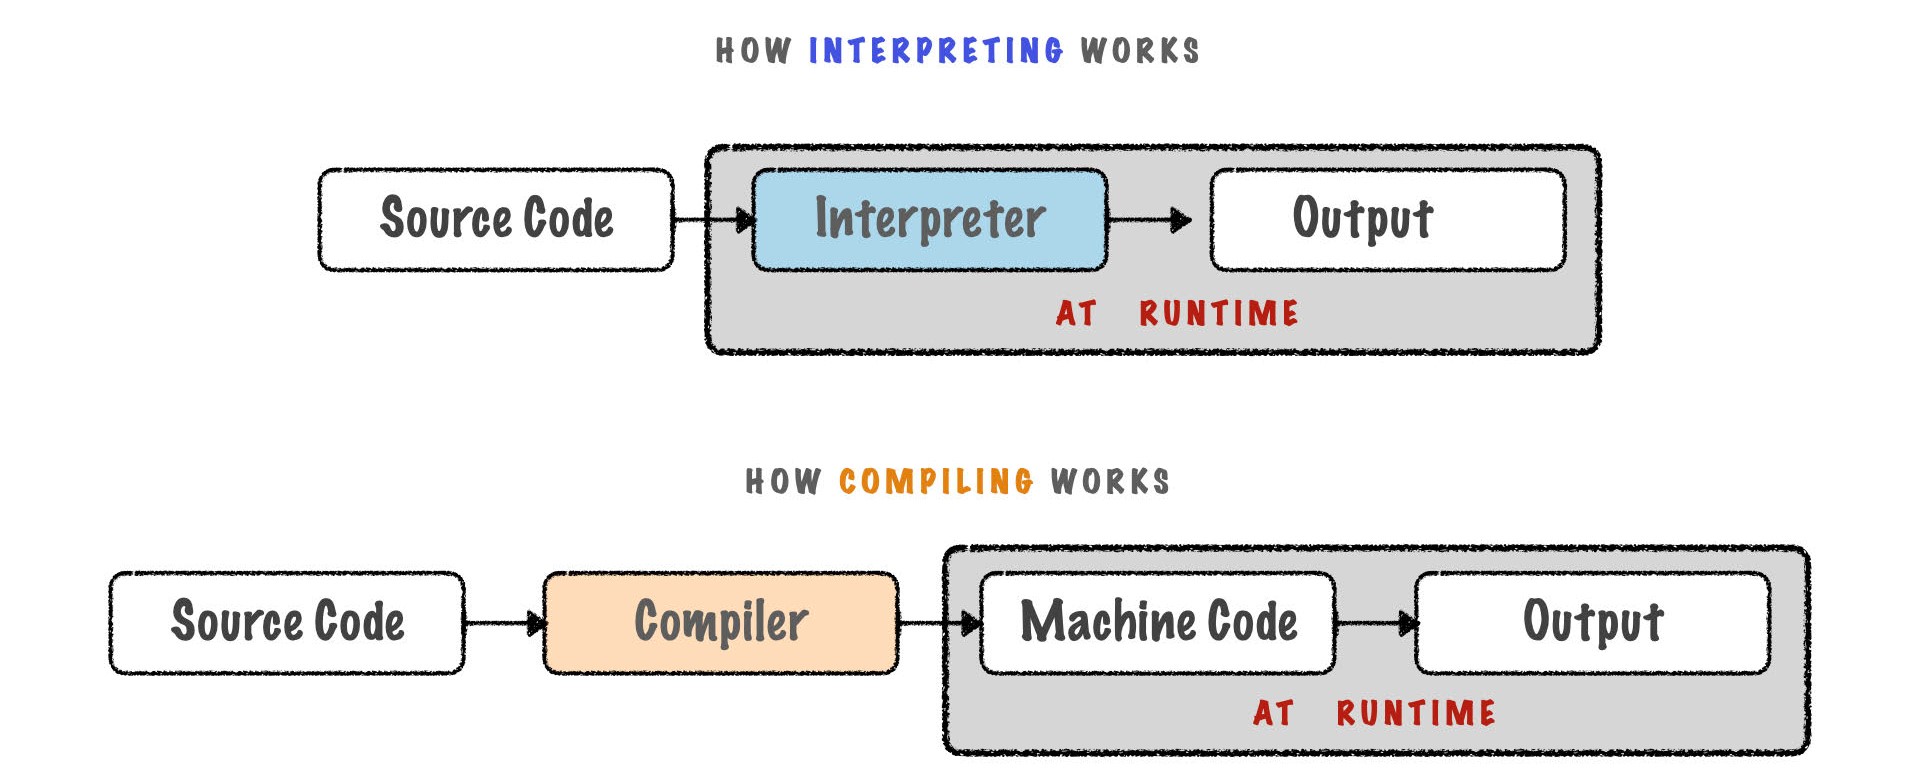 HOW INTERPRETING WORKS
Source Code
Interpreter
Output
AT RUNTIME
HOW COMPILING WORKS
Source Code
Compiler
Machine Code
Output
AT RUNTIME